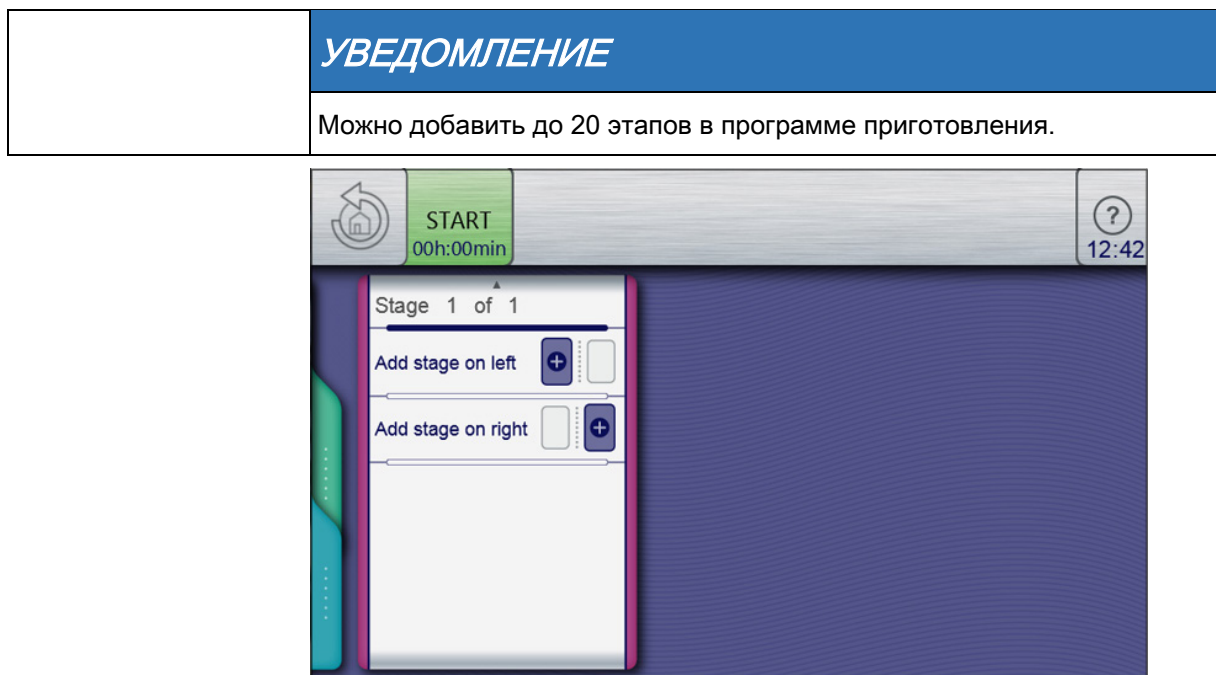 УВЕДОМЛЕНИЕ
Можно добавить до 20 этапов в программе приготовления.
START
00h:00min
?
12:42
Stage 1 of 1
Add stage on left
Add stage on right